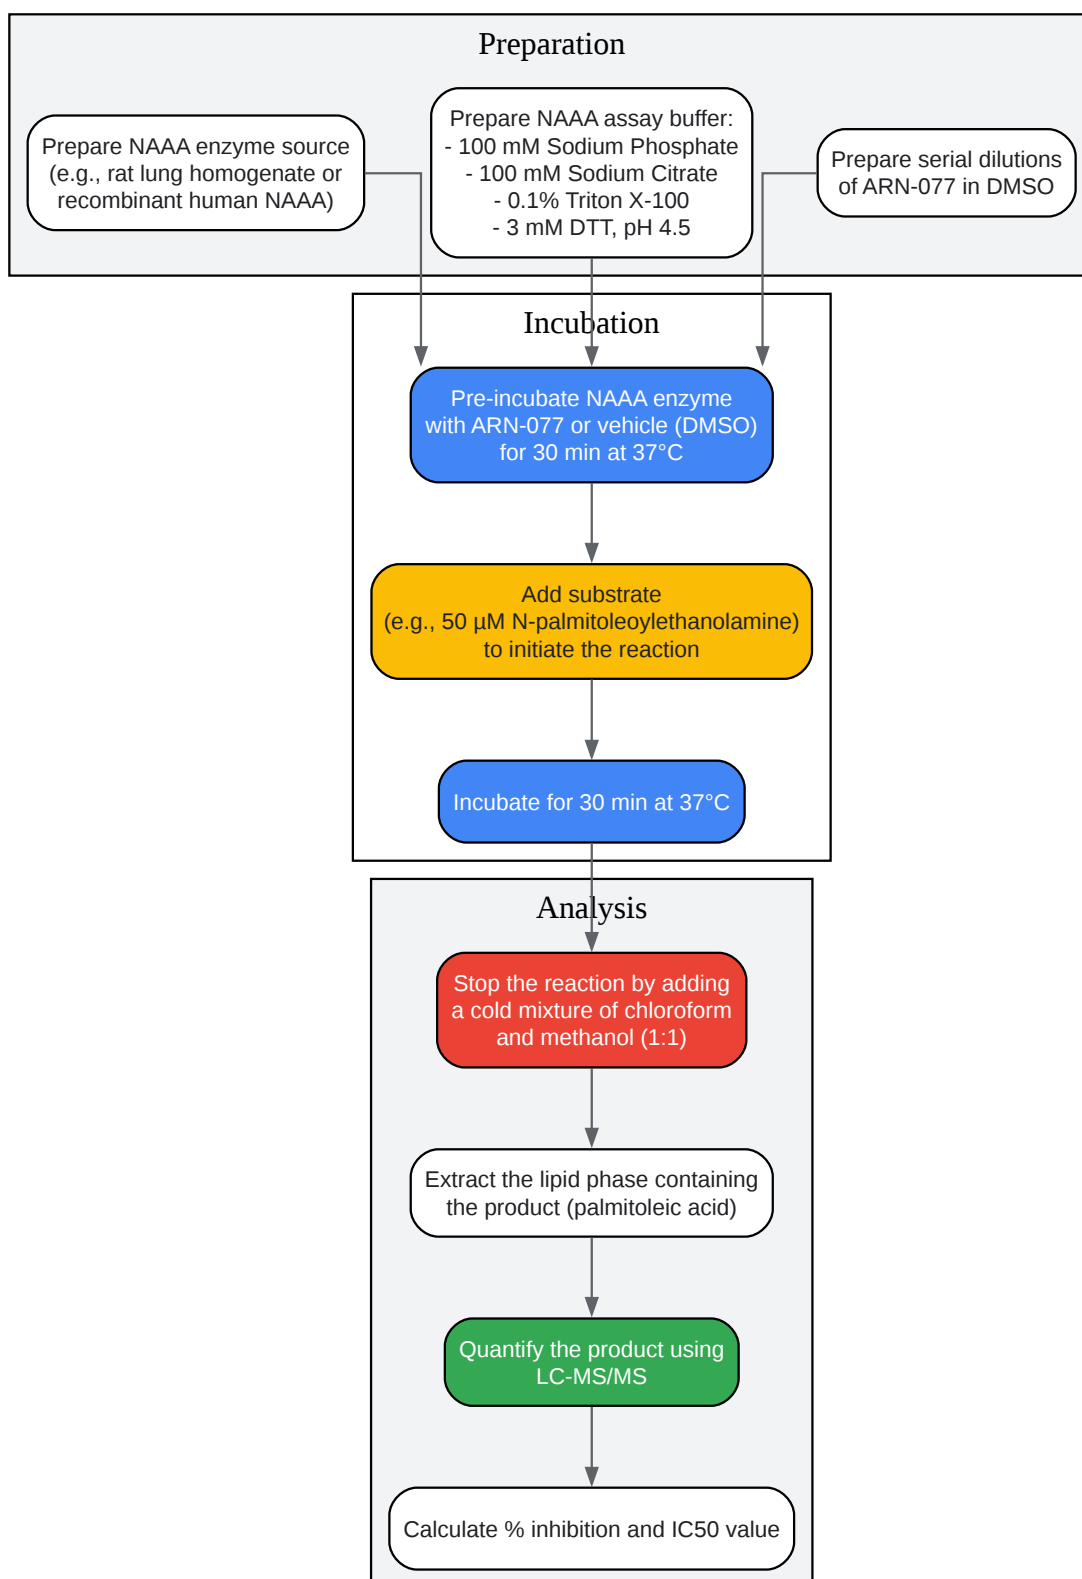 Preparation
Prepare NAAA enzyme source
(e.g., rat lung homogenate or
recombinant human NAAA)
Prepare NAAA assay buffer:
- 100 mM Sodium Phosphate
- 100 mM Sodium Citrate
- 0.1% Triton X-100
- 3 mM DTT, pH 4.5
Prepare serial dilutions
of ARN-077 in DMSO
Incubation
Pre-incubate NAAA enzyme
with ARN-077 or vehicle (DMSO)
for 30 min at 37°C
Add substrate
(e.g., 50 µM N-palmitoleoylethanolamine)
to initiate the reaction
Incubate for 30 min at 37°C
Analysis
Stop the reaction by adding
a cold mixture of chloroform
and methanol (1:1)
Extract the lipid phase containing
the product (palmitoleic acid)
Quantify the product using
LC-MS/MS
Calculate % inhibition and IC50 value